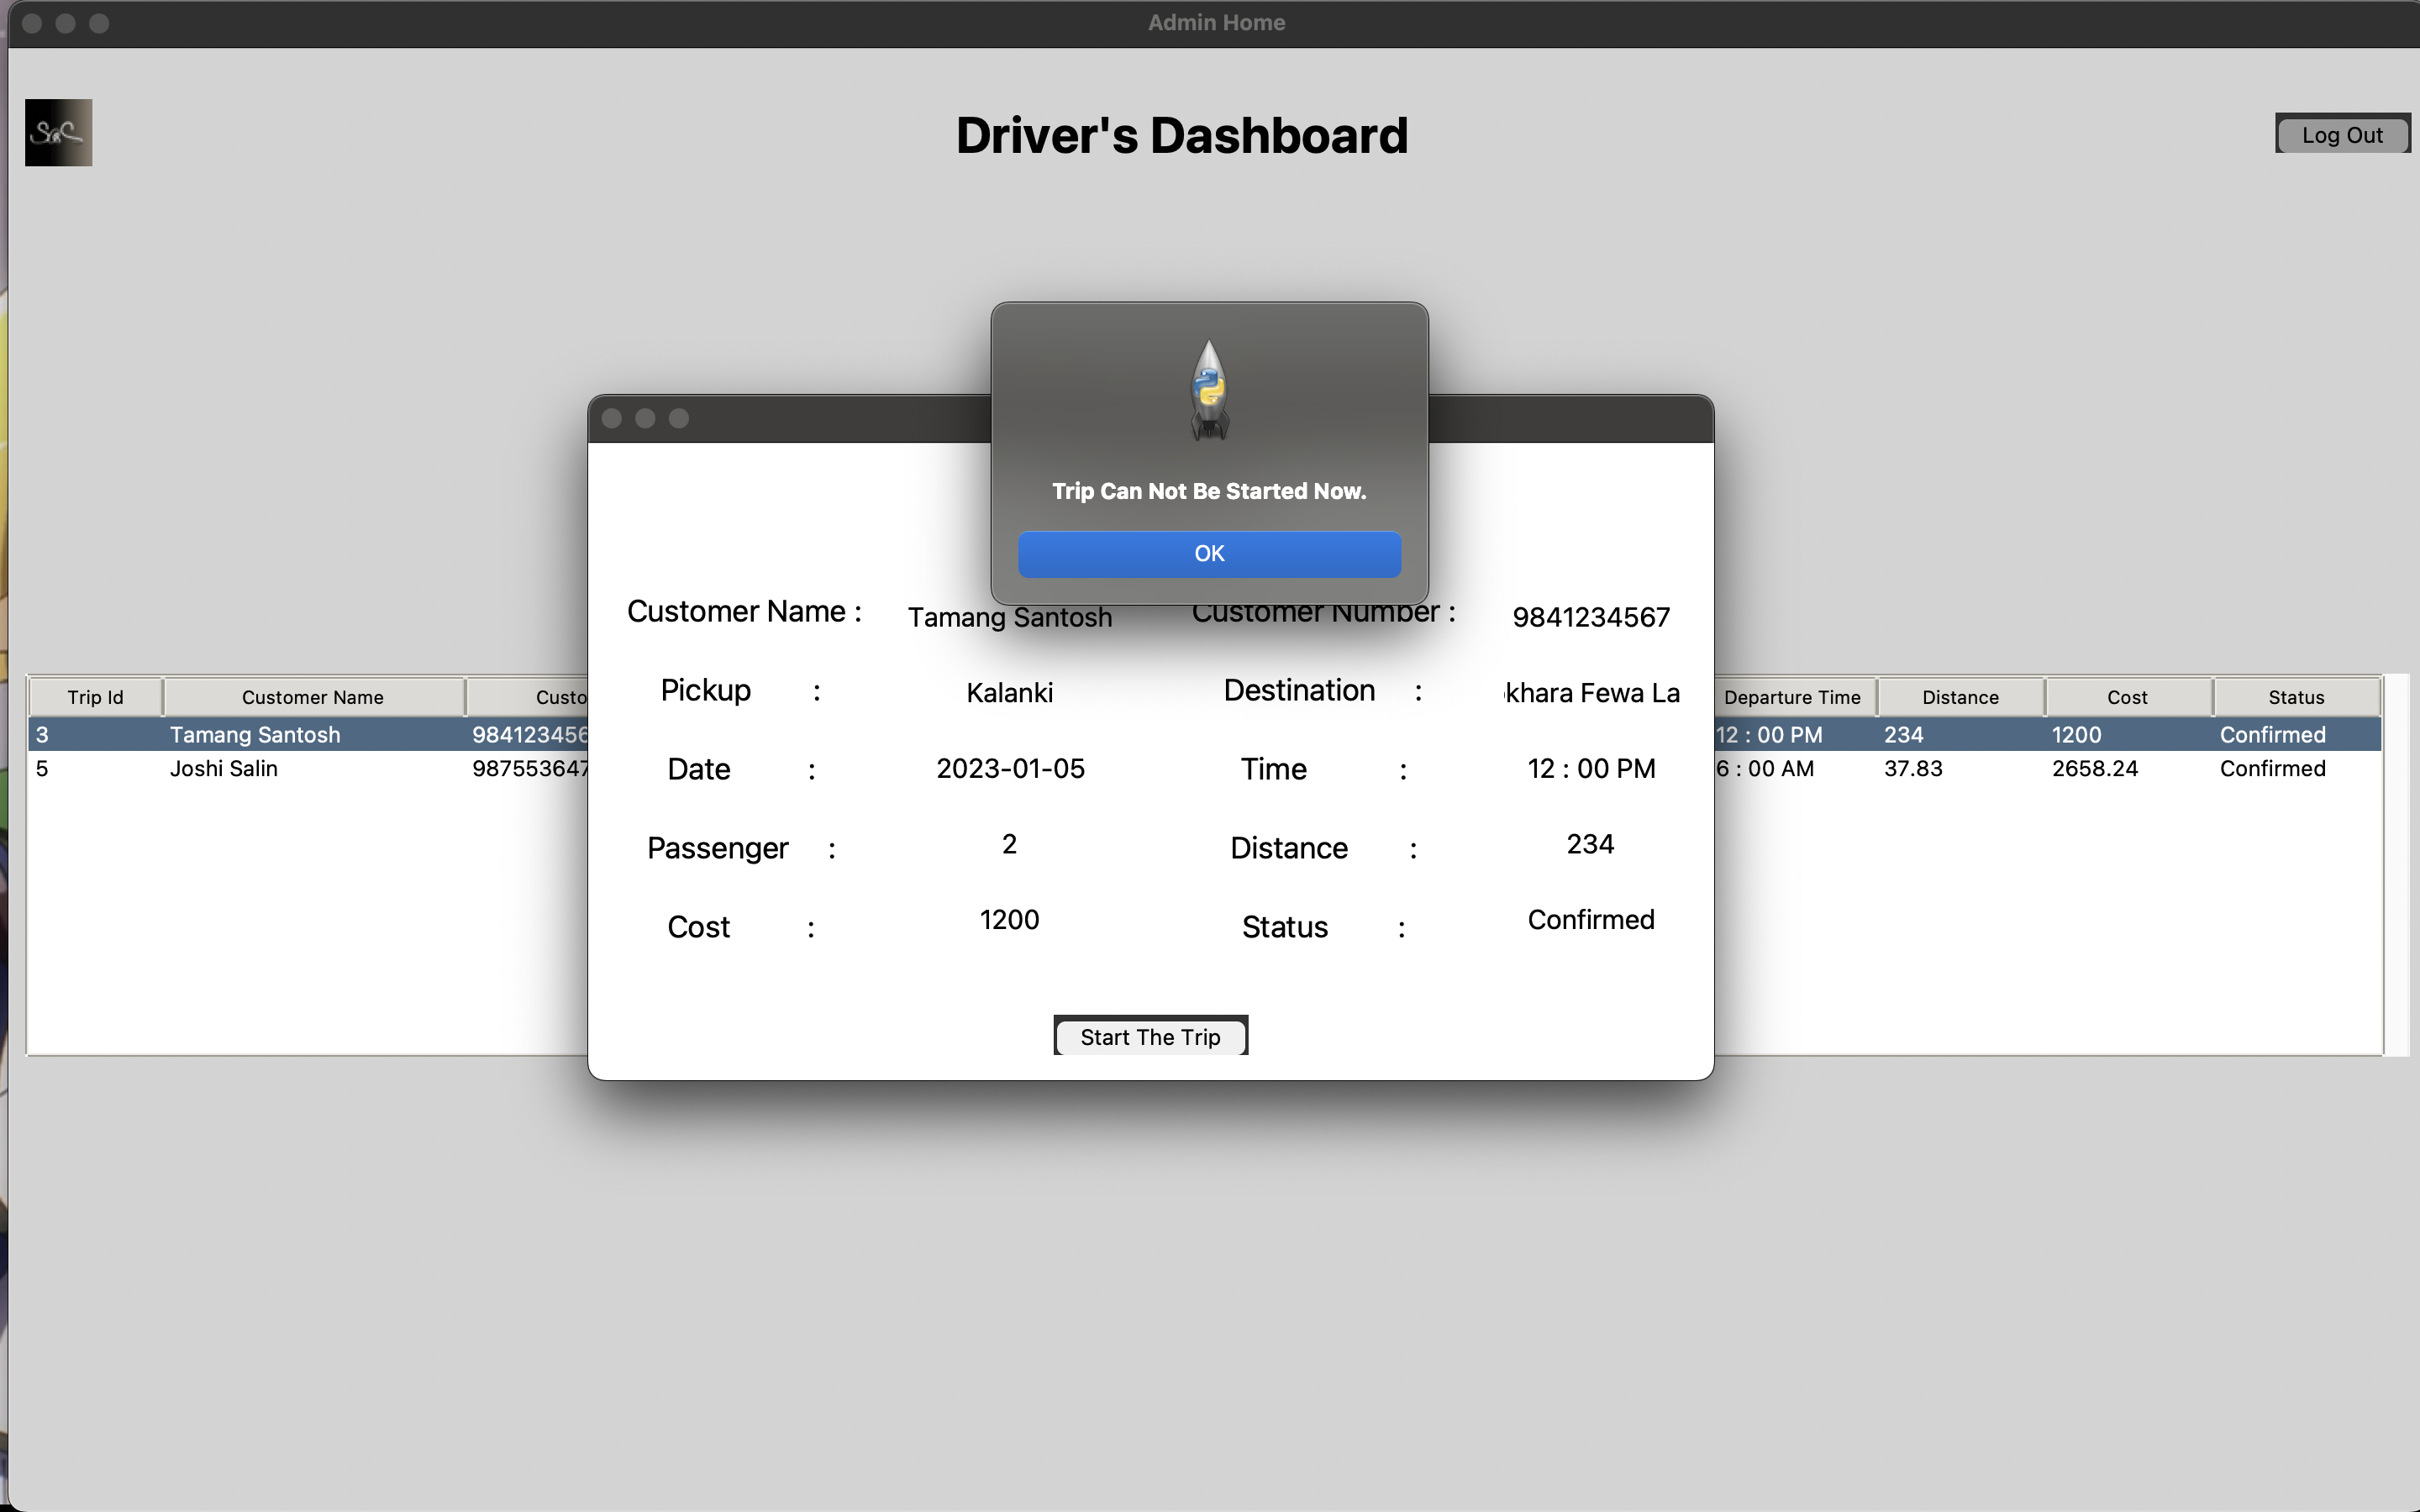 Admin Home
Driver's Dashboard
Log Out
Trip Can Not Be Started Now.
OK
Customer Name : Tamang Santosh Customer Number : 9841234567
Pickup : Kalanki Destination : khara Fewa La
Date : 2023-01-05 Time : 12 : 00 PM
Passenger : 2 Distance : 234
Cost : 1200 Status : Confirmed
Start The Trip
Trip Id Customer Name Custo Departure Time Distance Cost Status
3 Tamang Santosh 984123456 12 : 00 PM 234 1200 Confirmed
5 Joshi Salin 987553647 6 : 00 AM 37.83 2658.24 Confirmed